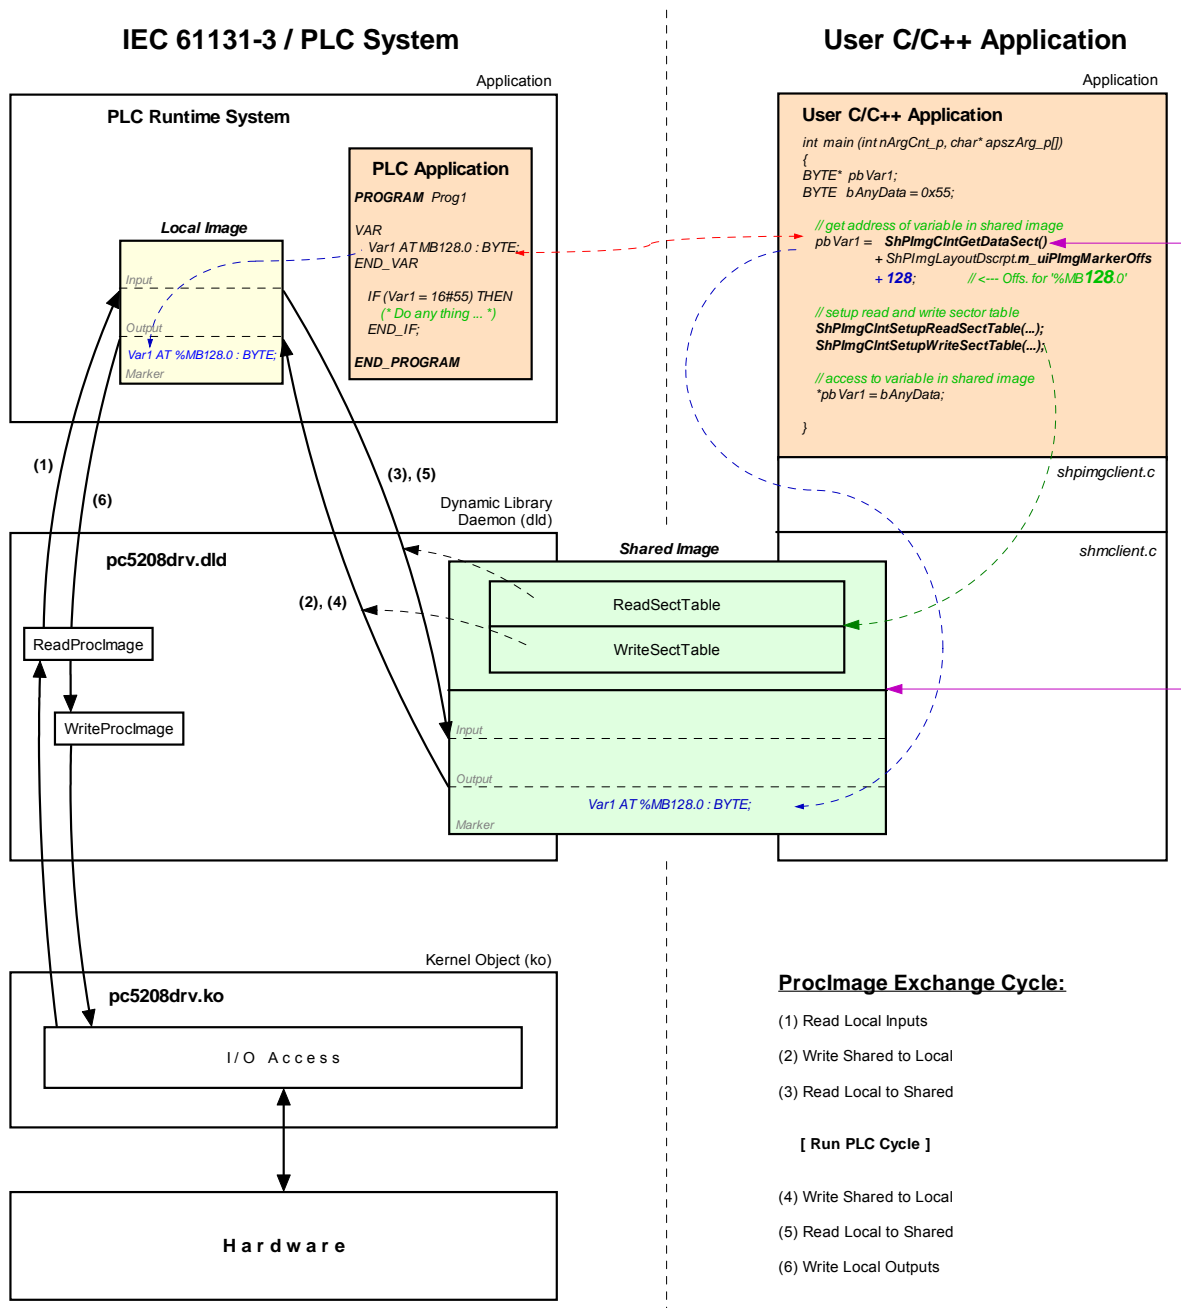 IEC 61131-3 / PLC System
User C/C++ Application
Application
PLC Runtime System
PLC Application
PROGRAM Prog1
VAR
Var1 AT MB128.0 : BYTE;
END_VAR
IF (Var1 = 16#55) THEN
(* Do any thing ... *)
END_IF;
END_PROGRAM
Local Image
Input
Output
Var1 AT %MB128.0 : BYTE;
Marker
Application
User C/C++ Application
int main (int nArgCnt_p, char* apszArg_p[])
{
BYTE* pbVar1;
BYTE bAnyData = 0x55;
// get address of variable in shared image
pbVar1 = ShPImgClntGetDataSect()
+ ShPImgLayoutDscrpt.m_uiPImgMarkerOffs
+ 128; // <--- Offs. for '%MB128.0'
// setup read and write sector table
ShPImgClntSetupReadSectTable(...);
ShPImgClntSetupWriteSectTable(...);
// access to variable in shared image
*pbVar1 = bAnyData;
}
shpimgclient.c
shmclient.c
(1)
(6)
(3), (5)
(2), (4)
Dynamic Library
Daemon (dld)
pc5208drv.dld
ReadProcImage
WriteProcImage
Shared Image
ReadSectTable
WriteSectTable
Input
Output
Var1 AT %MB128.0 : BYTE;
Marker
Kernel Object (ko)
pc5208drv.ko
I/O Access
Hardware
ProcImage Exchange Cycle:
(1) Read Local Inputs
(2) Write Shared to Local
(3) Read Local to Shared
[ Run PLC Cycle ]
(4) Write Shared to Local
(5) Read Local to Shared
(6) Write Local Outputs